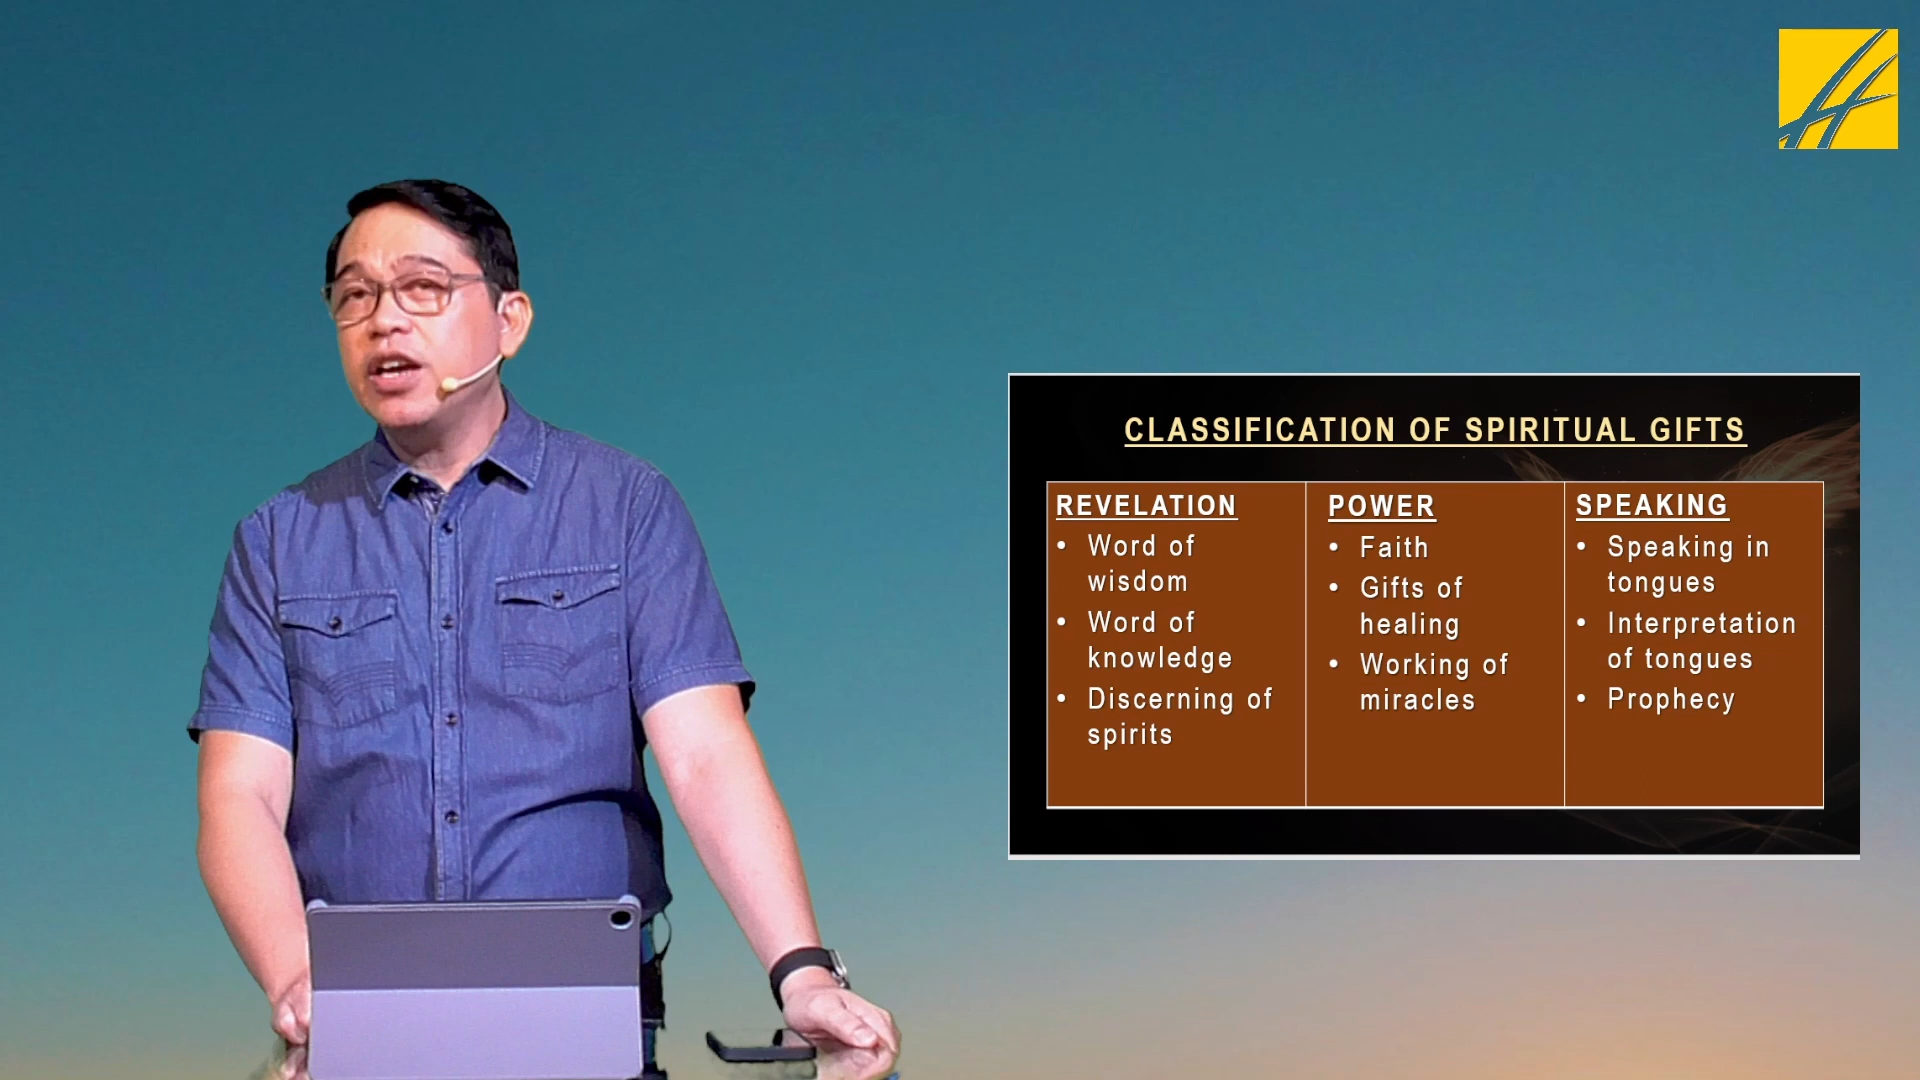 CLASSIFICATION OF SPIRITUAL GIFTS
REVELATION
• Word of
wisdom
• Word of
knowledge
• Discerning of
spirits
POWER
• Faith
• Gifts of
healing
• Working of
miracles
SPEAKING
• Speaking in
tongues
• Interpretation
of tongues
• Prophecy